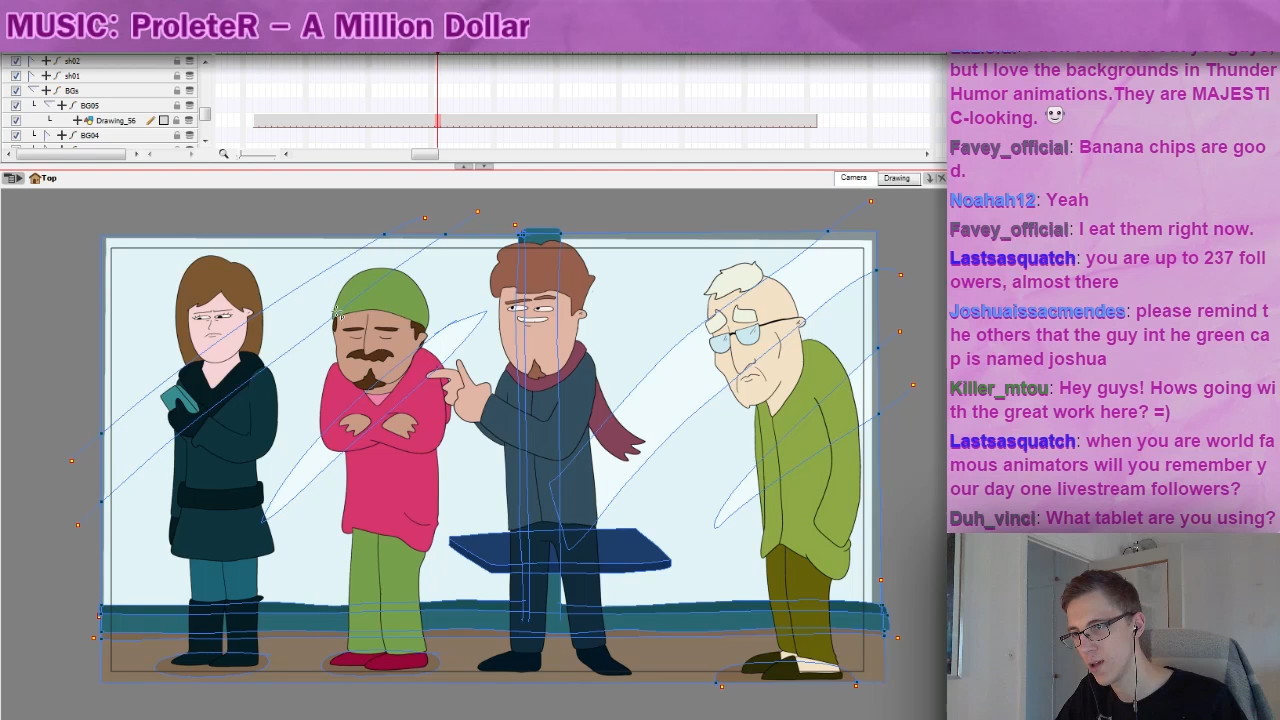 MUSIC: ProleteR – A Million Dollar
sh02
sh01
BGs
BG05
Drawing_56
BG04
Top
Camera
Drawing
but I love the backgrounds in Thunder
Humor animations.They are MAJESTI
C-looking.
Favey_official: Banana chips are goo
d.
Noahah12: Yeah
Favey_official: I eat them right now.
Lastsasquatch: you are up to 237 foll
owers, almost there
Joshuaissacmendes: please remind t
he others that the guy int he green ca
p is named joshua
Killer_mtou: Hey guys! Hows going wi
th the great work here? =)
Lastsasquatch: when you are world fa
mous animators will you remember y
our day one livestream followers?
Duh_vinci: What tablet are you using?